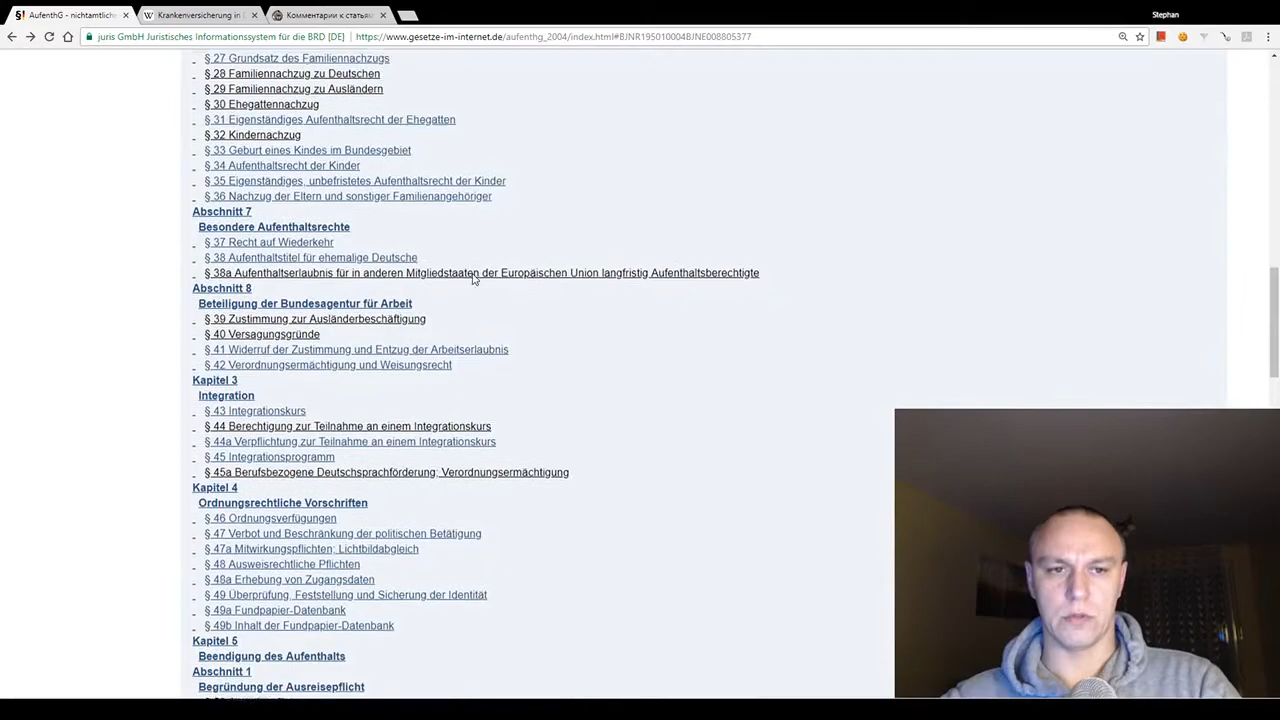 AufenthG - nichtamtliche
Krankenversicherung in
Комментарии к статьям
Stephan
juris GmbH Juristisches Informationssystem für die BRD [DE] https://www.gesetze-im-internet.de/aufenthg_2004/index.html#BJNR195010004BJNE008805377
§ 27 Grundsatz des Familiennachzugs
§ 28 Familiennachzug zu Deutschen
§ 29 Familiennachzug zu Ausländern
§ 30 Ehegattennachzug
§ 31 Eigenständiges Aufenthaltsrecht der Ehegatten
§ 32 Kindernachzug
§ 33 Geburt eines Kindes im Bundesgebiet
§ 34 Aufenthaltsrecht der Kinder
§ 35 Eigenständiges, unbefristetes Aufenthaltsrecht der Kinder
§ 36 Nachzug der Eltern und sonstiger Familienangehöriger
Abschnitt 7
Besondere Aufenthaltsrechte
§ 37 Recht auf Wiederkehr
§ 38 Aufenthaltstitel für ehemalige Deutsche
§ 38a Aufenthaltserlaubnis für in anderen Mitgliedstaaten der Europäischen Union langfristig Aufenthaltsberechtigte
Abschnitt 8
Beteiligung der Bundesagentur für Arbeit
§ 39 Zustimmung zur Ausländerbeschäftigung
§ 40 Versagungsgründe
§ 41 Widerruf der Zustimmung und Entzug der Arbeitserlaubnis
§ 42 Verordnungsermächtigung und Weisungsrecht
Kapitel 3
Integration
§ 43 Integrationskurs
§ 44 Berechtigung zur Teilnahme an einem Integrationskurs
§ 44a Verpflichtung zur Teilnahme an einem Integrationskurs
§ 45 Integrationsprogramm
§ 45a Berufsbezogene Deutschsprachförderung; Verordnungsermächtigung
Kapitel 4
Ordnungsrechtliche Vorschriften
§ 46 Ordnungsverfügungen
§ 47 Verbot und Beschränkung der politischen Betätigung
§ 47a Mitwirkungspflichten; Lichtbildabgleich
§ 48 Ausweisrechtliche Pflichten
§ 48a Erhebung von Zugangsdaten
§ 49 Überprüfung, Feststellung und Sicherung der Identität
§ 49a Fundpapier-Datenbank
§ 49b Inhalt der Fundpapier-Datenbank
Kapitel 5
Beendigung des Aufenthalts
Abschnitt 1
Begründung der Ausreisepflicht